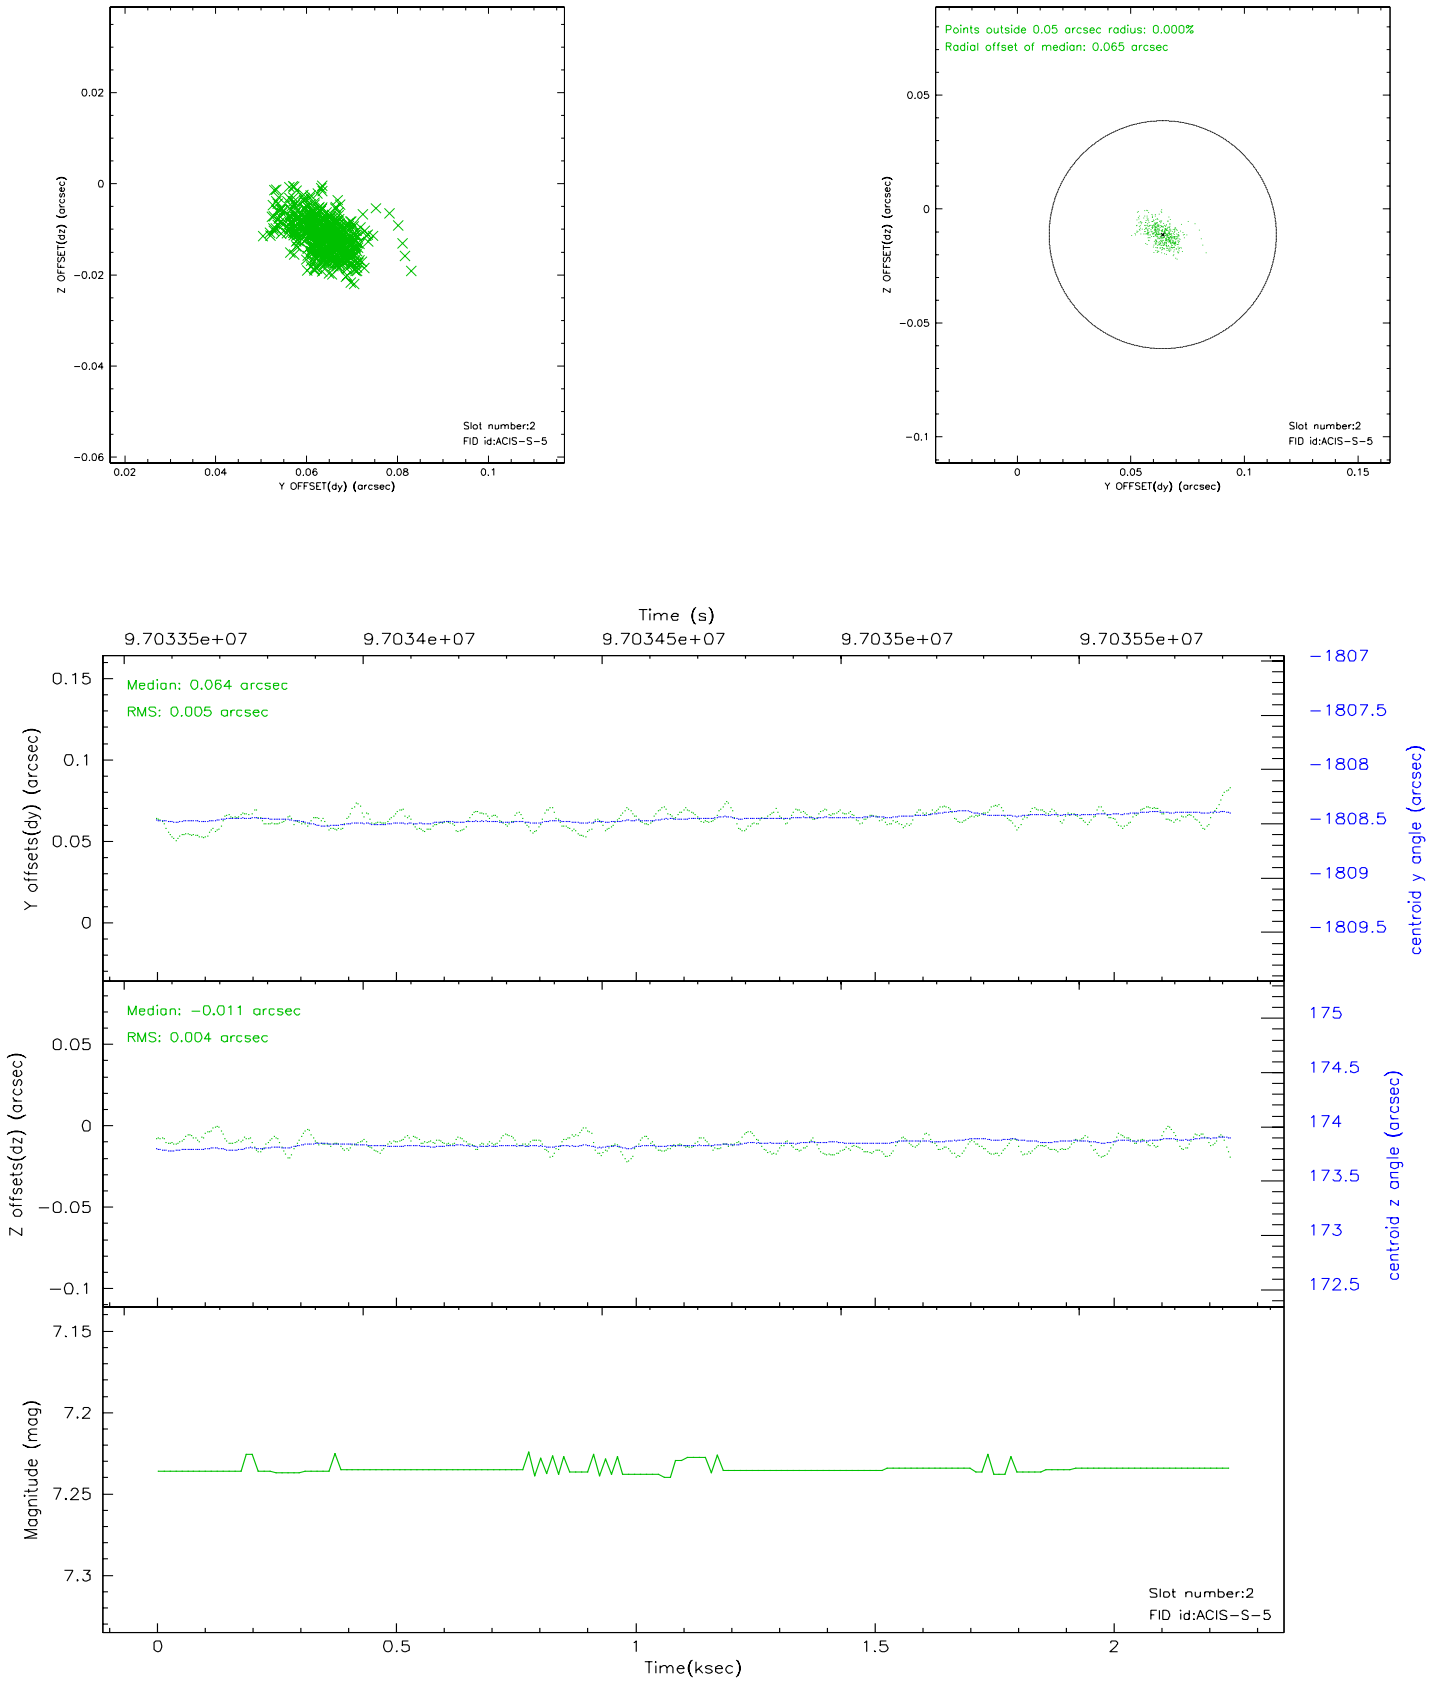 0.02
0
−0.02
−0.04
−0.06
Z OFFSET(dz) (arcsec)
Slot number:2
FID id:ACIS−S−5
0.02 0.04 0.06 0.08 0.1
Y OFFSET(dy) (arcsec)
Points outside 0.05 arcsec radius: 0.000%
Radial offset of median: 0.065 arcsec
0.05
0
−0.05
−0.1
Z OFFSET(dz) (arcsec)
Slot number:2
FID id:ACIS−S−5
0 0.05 0.1 0.15
Y OFFSET(dy) (arcsec)
Time (s)
9.70335e+07 9.7034e+07 9.70345e+07 9.7035e+07 9.70355e+07
Median: 0.064 arcsec
RMS: 0.005 arcsec
0.15
0.1
0.05
0
Y offsets(dy) (arcsec)
−1807
−1807.5
−1808
−1808.5
−1809
−1809.5
centroid y angle (arcsec)
Median: −0.011 arcsec
RMS: 0.004 arcsec
0.05
0
−0.05
−0.1
Z offsets(dz) (arcsec)
175
174.5
174
173.5
173
172.5
centroid z angle (arcsec)
7.15
7.2
7.25
7.3
Magnitude (mag)
Slot number:2
FID id:ACIS−S−5
0 0.5 1 1.5 2
Time(ksec)